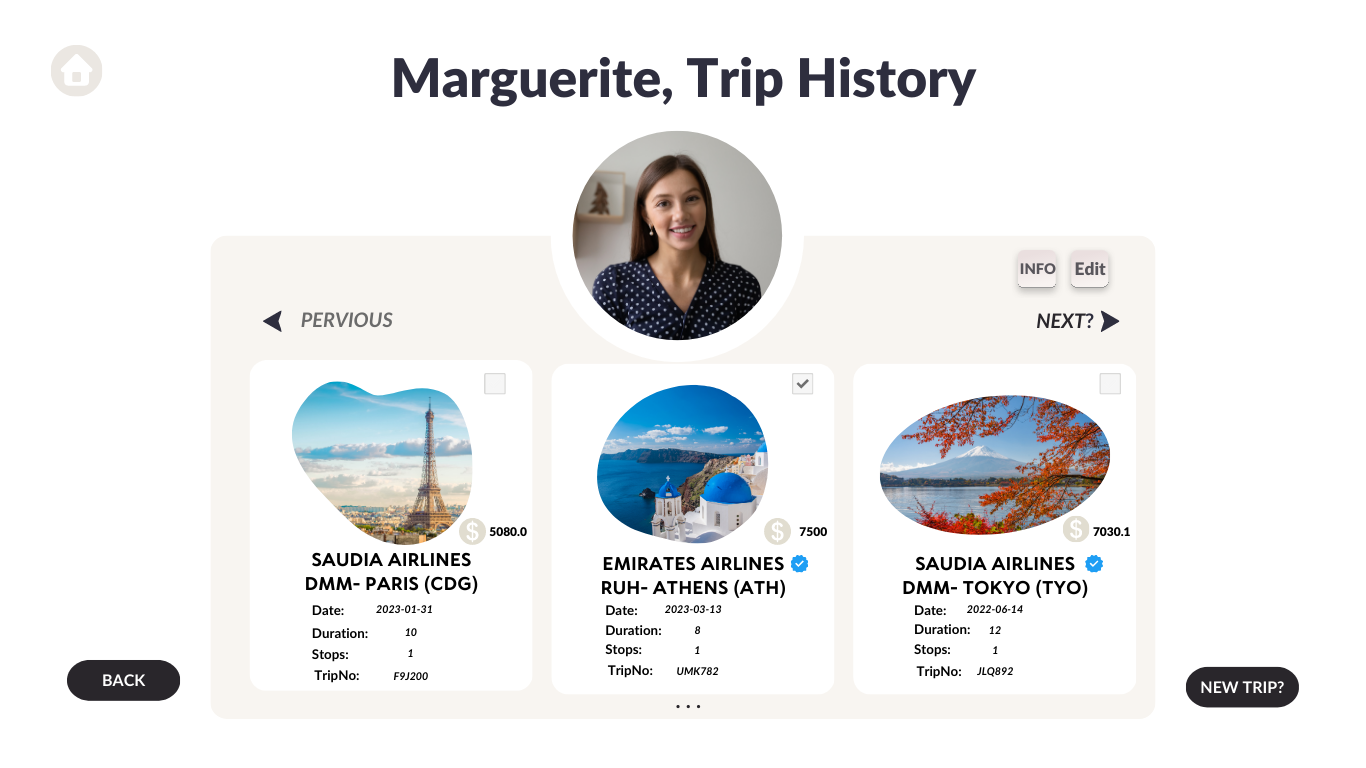 Marguerite, Trip History
INFO
Edit
PERVIOUS
NEXT?
$ 5080.0
SAUDIA AIRLINES
DMM- PARIS (CDG)
Date: 2023-01-31
Duration: 10
Stops: 1
TripNo: F9J200
$ 7500
EMIRATES AIRLINES
RUH- ATHENS (ATH)
Date: 2023-03-13
Duration: 8
Stops: 1
TripNo: UMK782
$ 7030.1
SAUDIA AIRLINES
DMM- TOKYO (TYO)
Date: 2022-06-14
Duration: 12
Stops: 1
TripNo: JLQ892
...
BACK
NEW TRIP?